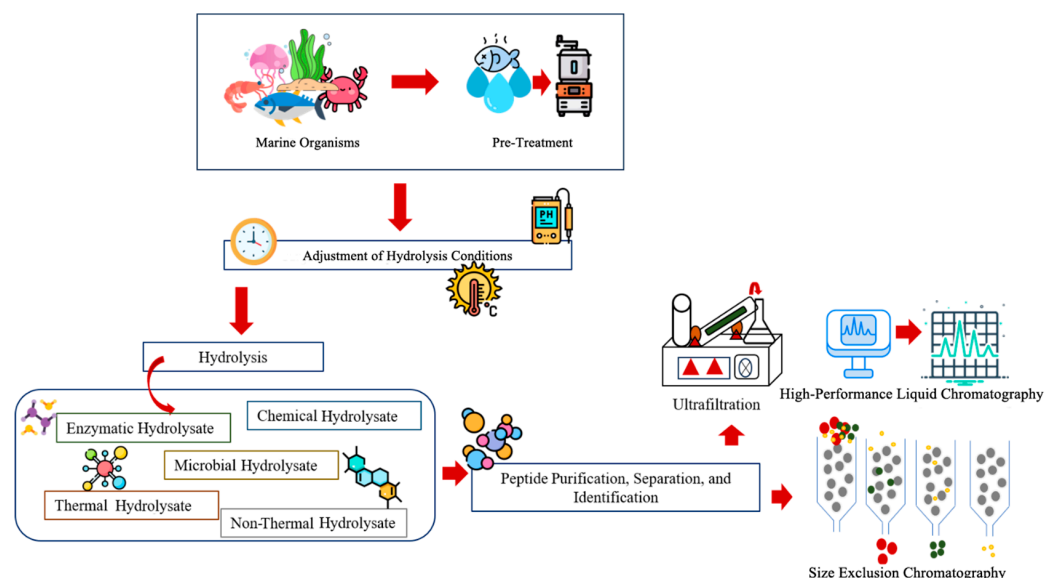 Marine Organisms
Pre-Treatment
PH
Adjustment of Hydrolysis Conditions
°C
Hydrolysis
Enzymatic Hydrolysate
Chemical Hydrolysate
Microbial Hydrolysate
Thermal Hydrolysate
Non-Thermal Hydrolysate
Peptide Purification, Separation, and
Identification
Ultrafiltration
High-Performance Liquid Chromatography
Size Exclusion Chromatography